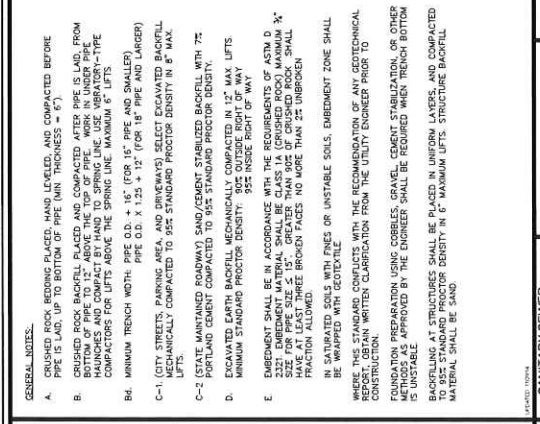 GENERAL NOTES:
A. CRUSHED ROCK BEDDING PLACED, HAND LEVELED, AND COMPACTED BEFORE
PIPE IS LAID, UP TO BOTTOM OF PIPE (MIN THICKNESS = 6").
B. CRUSHED ROCK BACKFILL PLACED AND COMPACTED AFTER PIPE IS LAID, FROM
BOTTOM OF PIPE TO 12" ABOVE THE TOP OF PIPE. WORK IN UNDER PIPE
HAUNCHES AND COMPACT BY HAND TO SPRING LINE. USE VIBRATORY-TYPE
COMPACTORS FOR LIFTS ABOVE THE SPRING LINE. MAXIMUM 6" LIFTS.
Bd. MINIMUM TRENCH WIDTH: PIPE O.D. + 16" (FOR 16" PIPE AND SMALLER)
PIPE O.D. X 1.25 + 12" (FOR 18" PIPE AND LARGER)
C-1. (CITY STREETS, PARKING AREA, AND DRIVEWAYS) SELECT EXCAVATED BACKFILL
MECHANICALLY COMPACTED TO 95% STANDARD PROCTOR DENSITY IN 8" MAX.
LIFTS.
C-2 (STATE MAINTAINED ROADWAY) SAND/CEMENT STABILIZED BACKFILL WITH 7%
PORTLAND CEMENT COMPACTED TO 95% STANDARD PROCTOR DENSITY.
D. EXCAVATED EARTH BACKFILL MECHANICALLY COMPACTED IN 12" MAX. LIFTS.
MINIMUM STANDARD PROCTOR DENSITY: 90% OUTSIDE RIGHT OF WAY
95% INSIDE RIGHT OF WAY
E. EMBEDMENT SHALL BE IN ACCORDANCE WITH THE REQUIREMENTS OF ASTM D
2321. EMBEDMENT MATERIAL SHALL BE CLASS 1A (CRUSHED ROCK) MAXIMUM ¾"
SIZE FOR PIPE SIZE ≤ 15". GREATER THAN 90% OF CRUSHED ROCK SHALL
HAVE AT LEAST THREE BROKEN FACES NO MORE THAN 2% UNBROKEN
FRACTION ALLOWED.
IN SATURATED SOILS WITH FINES OR UNSTABLE SOILS, EMBEDMENT ZONE SHALL
BE WRAPPED WITH GEOTEXTILE
WHERE THIS STANDARD CONFLICTS WITH THE RECOMMENDATION OF ANY GEOTECHNICAL
REPORT, OBTAIN WRITTEN CLARIFICATION FROM THE UTILITY ENGINEER PRIOR TO
CONSTRUCTION.
FOUNDATION PREPARATION USING COBBLES, GRAVEL, CEMENT STABILIZATION, OR OTHER
METHODS AS APPROVED BY THE ENGINEER SHALL BE REQUIRED WHEN TRENCH BOTTOM
IS UNSTABLE.
BACKFILLING AT STRUCTURES SHALL BE PLACED IN UNIFORM LAYERS, AND COMPACTED
TO 95% STANDARD PROCTOR DENSITY IN 6" MAXIMUM LIFTS. STRUCTURE BACKFILL
MATERIAL SHALL BE SAND.